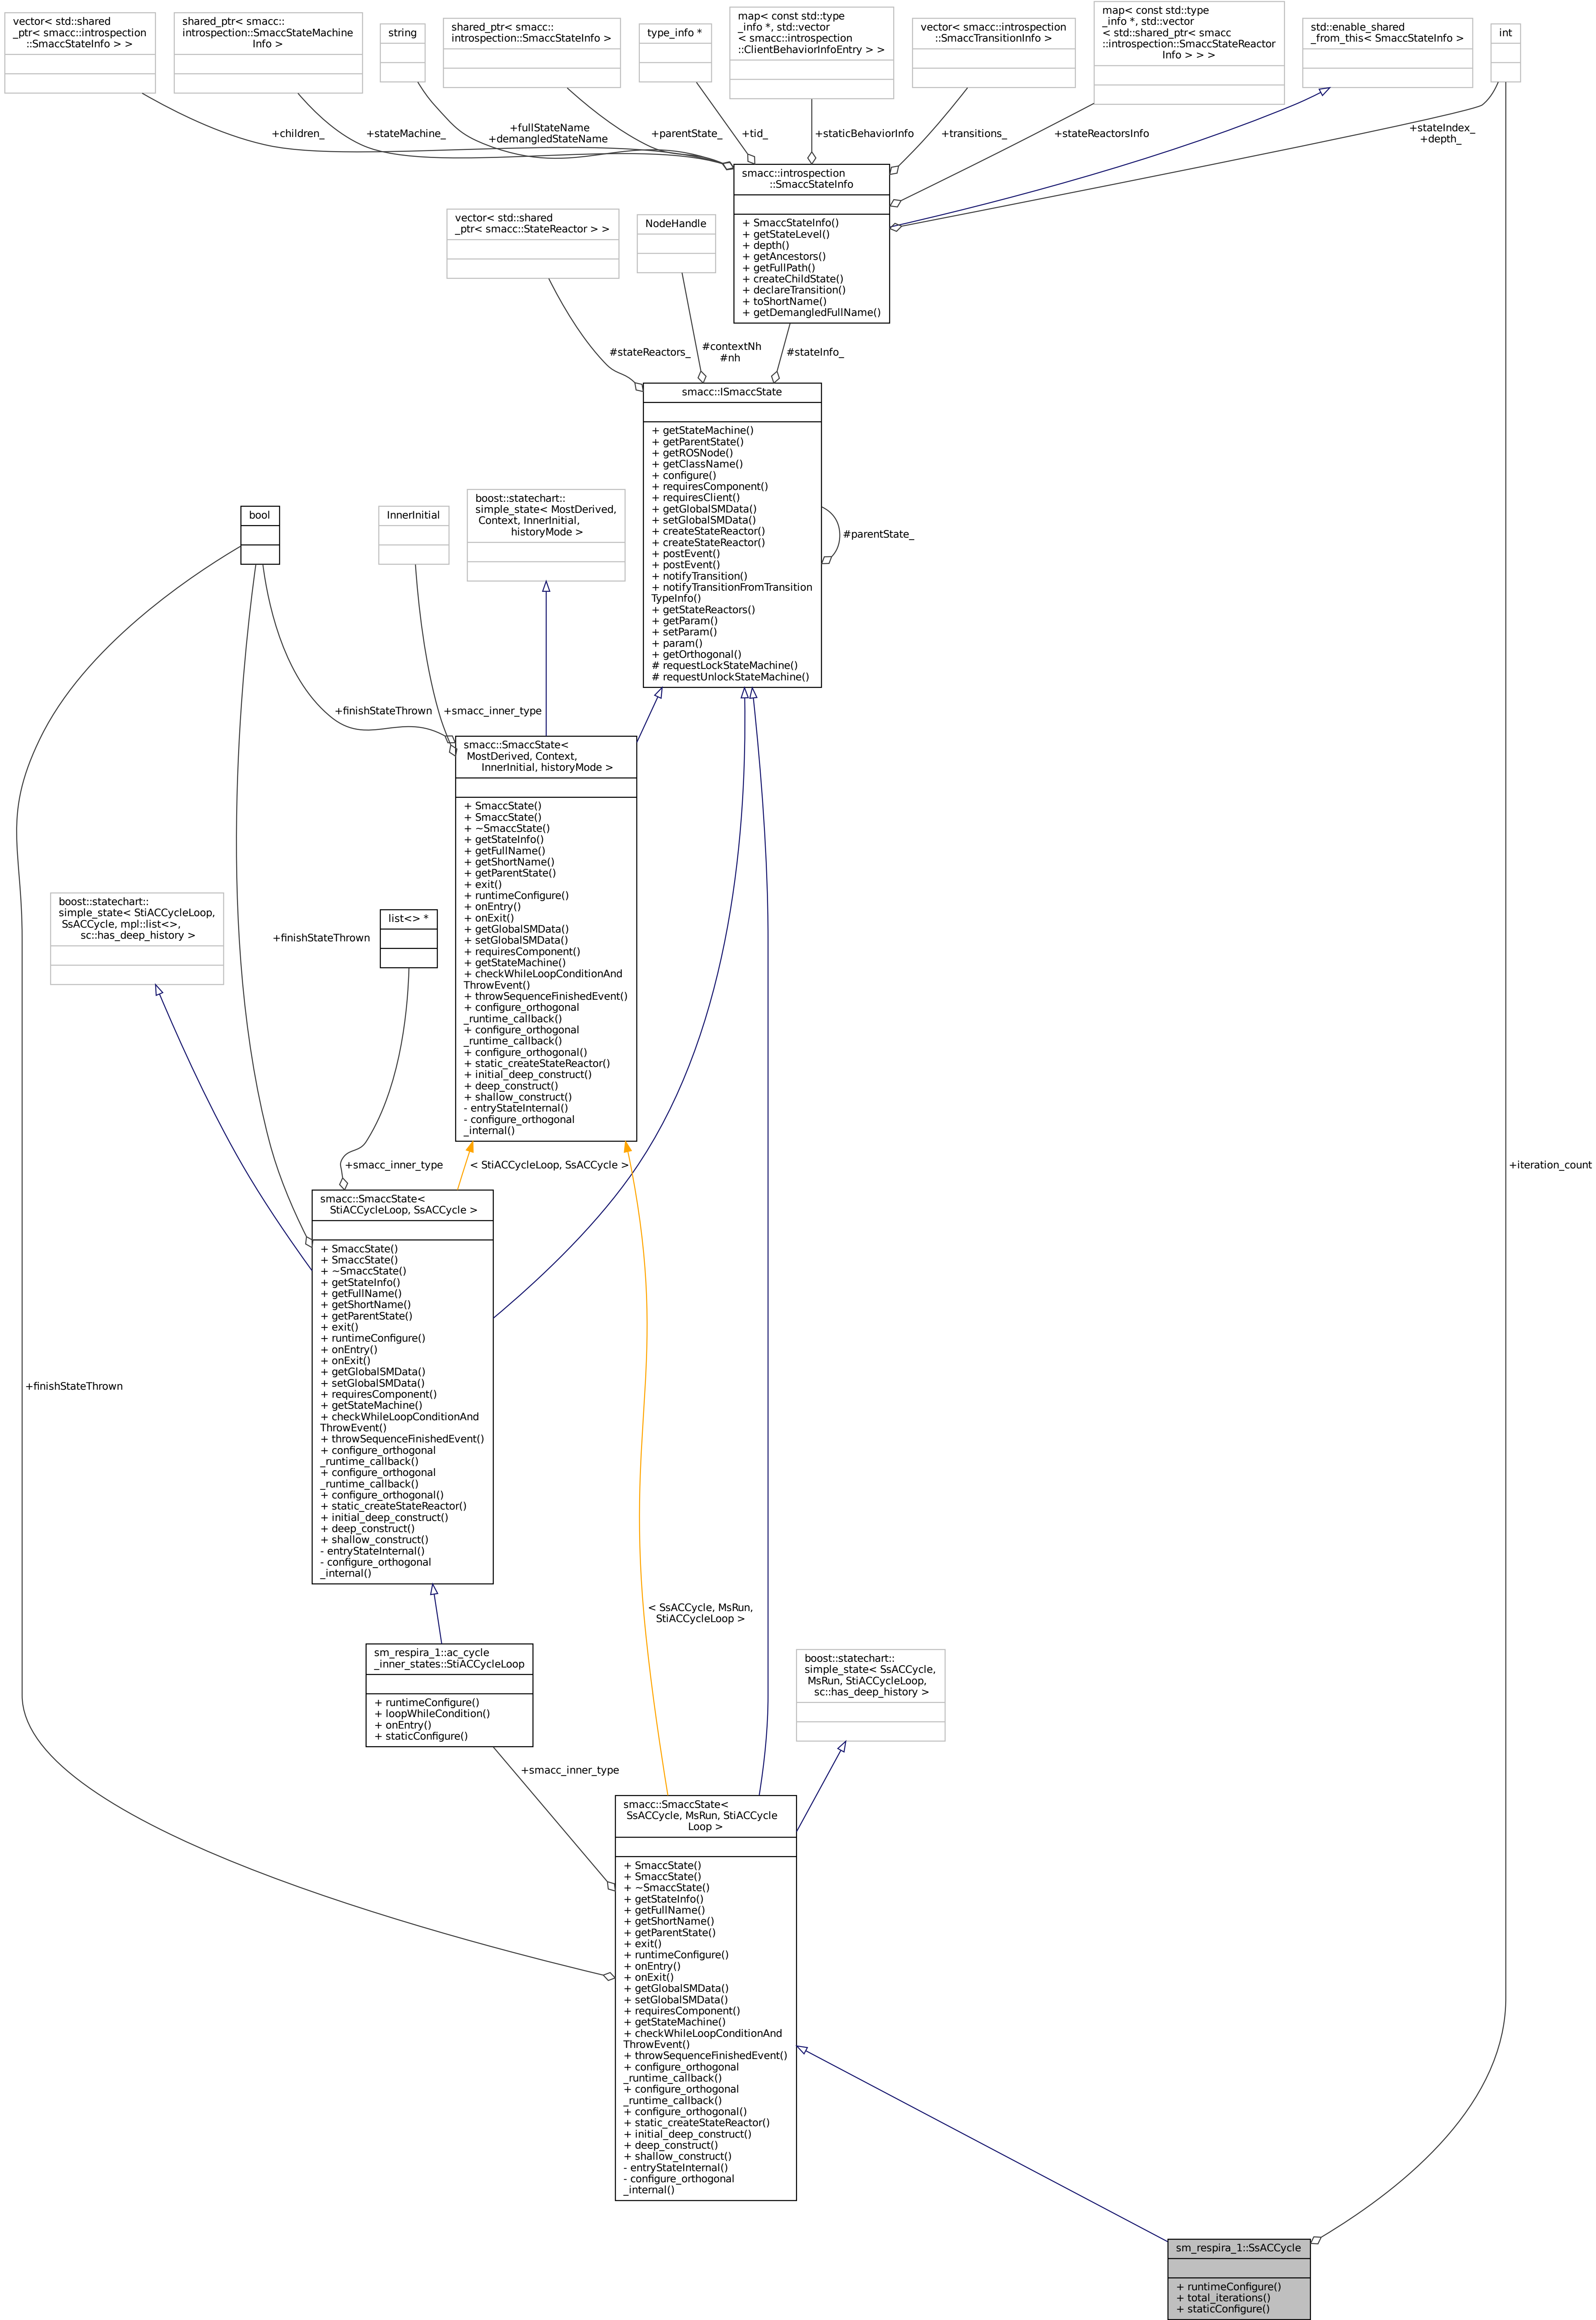 vector< std::shared
_ptr< smacc::introspection
::SmaccStateInfo > >
shared_ptr< smacc::
introspection::SmaccStateMachine
Info >
string
shared_ptr< smacc::
introspection::SmaccStateInfo >
type_info *
map< const std::type
_info *, std::vector
< smacc::introspection
::ClientBehaviorInfoEntry > >
vector< smacc::introspection
::SmaccTransitionInfo >
map< const std::type
_info *, std::vector
< std::shared_ptr< smacc
::introspection::SmaccStateReactor
Info > > >
std::enable_shared
_from_this< SmaccStateInfo >
int
+children_
+stateMachine_
+fullStateName
+demangledStateName
+parentState_
+tid_
+staticBehaviorInfo
+transitions_
+stateReactorsInfo
+stateIndex_
+depth_
smacc::introspection
::SmaccStateInfo
+ SmaccStateInfo()
+ getStateLevel()
+ depth()
+ getAncestors()
+ getFullPath()
+ createChildState()
+ declareTransition()
+ toShortName()
+ getDemangledFullName()
vector< std::shared
_ptr< smacc::StateReactor > >
NodeHandle
#stateReactors_
#contextNh
#nh
#stateInfo_
smacc::ISmaccState
+ getStateMachine()
+ getParentState()
+ getROSNode()
+ getClassName()
+ configure()
+ requiresComponent()
+ requiresClient()
+ getGlobalSMData()
+ setGlobalSMData()
+ createStateReactor()
+ createStateReactor()
+ postEvent()
+ postEvent()
+ notifyTransition()
+ notifyTransitionFromTransition
TypeInfo()
+ getStateReactors()
+ getParam()
+ setParam()
+ param()
+ getOrthogonal()
# requestLockStateMachine()
# requestUnlockStateMachine()
#parentState_
bool
InnerInitial
boost::statechart::
simple_state< MostDerived,
Context, InnerInitial,
historyMode >
+finishStateThrown
+smacc_inner_type
smacc::SmaccState<
MostDerived, Context,
InnerInitial, historyMode >
+ SmaccState()
+ SmaccState()
+ ~SmaccState()
+ getStateInfo()
+ getFullName()
+ getShortName()
+ getParentState()
+ exit()
+ runtimeConfigure()
+ onEntry()
+ onExit()
+ getGlobalSMData()
+ setGlobalSMData()
+ requiresComponent()
+ getStateMachine()
+ checkWhileLoopConditionAnd
ThrowEvent()
+ throwSequenceFinishedEvent()
+ configure_orthogonal
_runtime_callback()
+ configure_orthogonal
_runtime_callback()
+ configure_orthogonal()
+ static_createStateReactor()
+ initial_deep_construct()
+ deep_construct()
+ shallow_construct()
- entryStateInternal()
- configure_orthogonal
_internal()
boost::statechart::
simple_state< StiACCycleLoop,
SsACCycle, mpl::list<>,
sc::has_deep_history >
list<> *
+finishStateThrown
+smacc_inner_type
< StiACCycleLoop, SsACCycle >
+iteration_count
smacc::SmaccState<
StiACCycleLoop, SsACCycle >
+ SmaccState()
+ SmaccState()
+ ~SmaccState()
+ getStateInfo()
+ getFullName()
+ getShortName()
+ getParentState()
+ exit()
+ runtimeConfigure()
+ onEntry()
+ onExit()
+ getGlobalSMData()
+ setGlobalSMData()
+ requiresComponent()
+ getStateMachine()
+ checkWhileLoopConditionAnd
ThrowEvent()
+ throwSequenceFinishedEvent()
+ configure_orthogonal
_runtime_callback()
+ configure_orthogonal
_runtime_callback()
+ configure_orthogonal()
+ static_createStateReactor()
+ initial_deep_construct()
+ deep_construct()
+ shallow_construct()
- entryStateInternal()
- configure_orthogonal
_internal()
+finishStateThrown
< SsACCycle, MsRun,
StiACCycleLoop >
sm_respira_1::ac_cycle
_inner_states::StiACCycleLoop
+ runtimeConfigure()
+ loopWhileCondition()
+ onEntry()
+ staticConfigure()
boost::statechart::
simple_state< SsACCycle,
MsRun, StiACCycleLoop,
sc::has_deep_history >
+smacc_inner_type
smacc::SmaccState<
SsACCycle, MsRun, StiACCycle
Loop >
+ SmaccState()
+ SmaccState()
+ ~SmaccState()
+ getStateInfo()
+ getFullName()
+ getShortName()
+ getParentState()
+ exit()
+ runtimeConfigure()
+ onEntry()
+ onExit()
+ getGlobalSMData()
+ setGlobalSMData()
+ requiresComponent()
+ getStateMachine()
+ checkWhileLoopConditionAnd
ThrowEvent()
+ throwSequenceFinishedEvent()
+ configure_orthogonal
_runtime_callback()
+ configure_orthogonal
_runtime_callback()
+ configure_orthogonal()
+ static_createStateReactor()
+ initial_deep_construct()
+ deep_construct()
+ shallow_construct()
- entryStateInternal()
- configure_orthogonal
_internal()
sm_respira_1::SsACCycle
+ runtimeConfigure()
+ total_iterations()
+ staticConfigure()